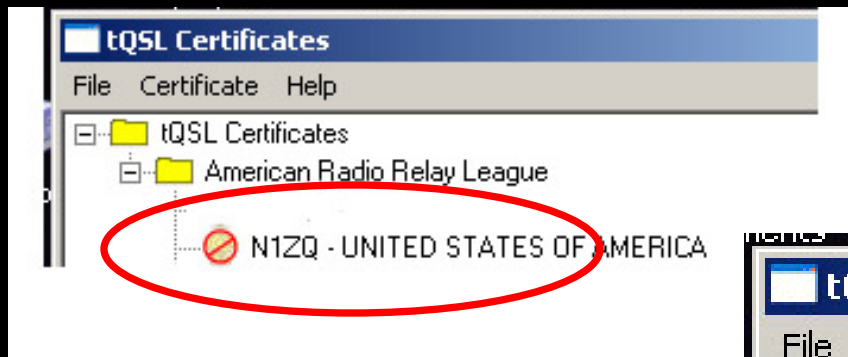 tQSL Certificates
File Certificate Help
tQSL Certificates
American Radio Relay League
N1ZQ - UNITED STATES OF AMERICA
File